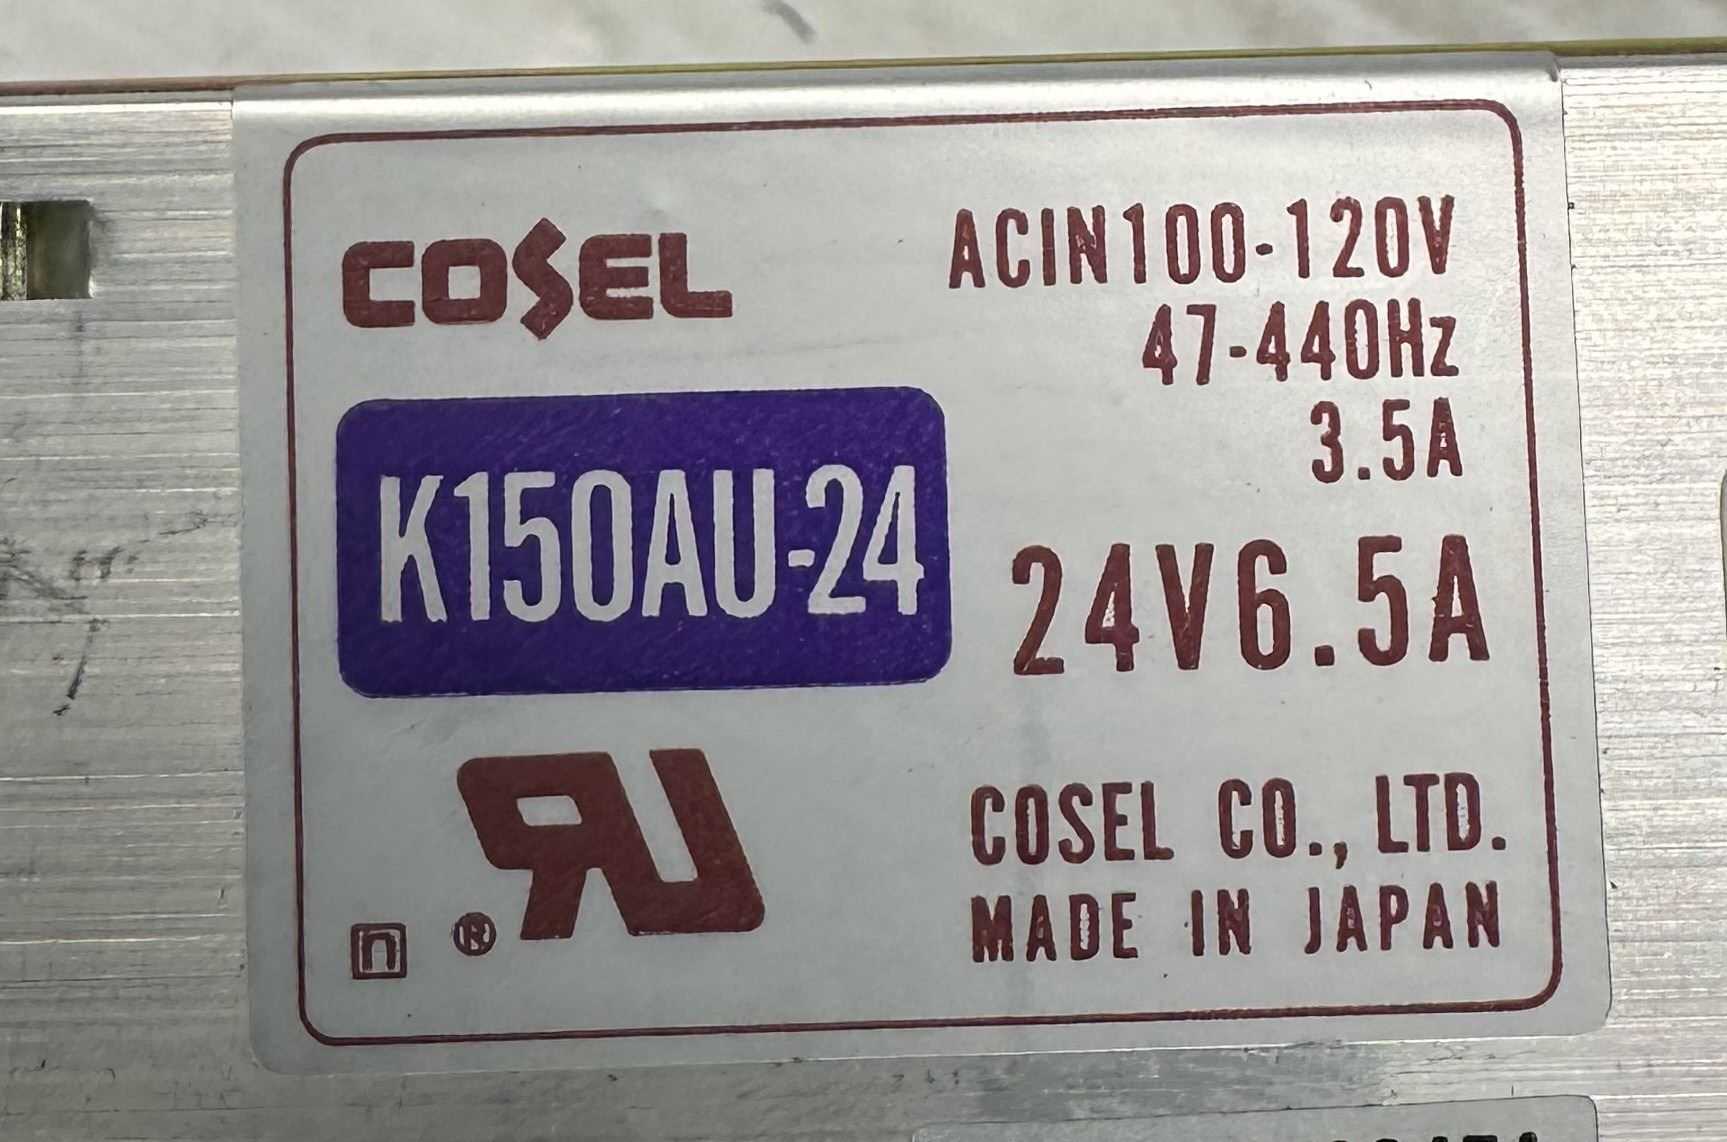 COSEL
ACIN100-120V
47-440Hz
3.5A
K150AU-24
24V6.5A
COSEL CO., LTD.
MADE IN JAPAN
n
®